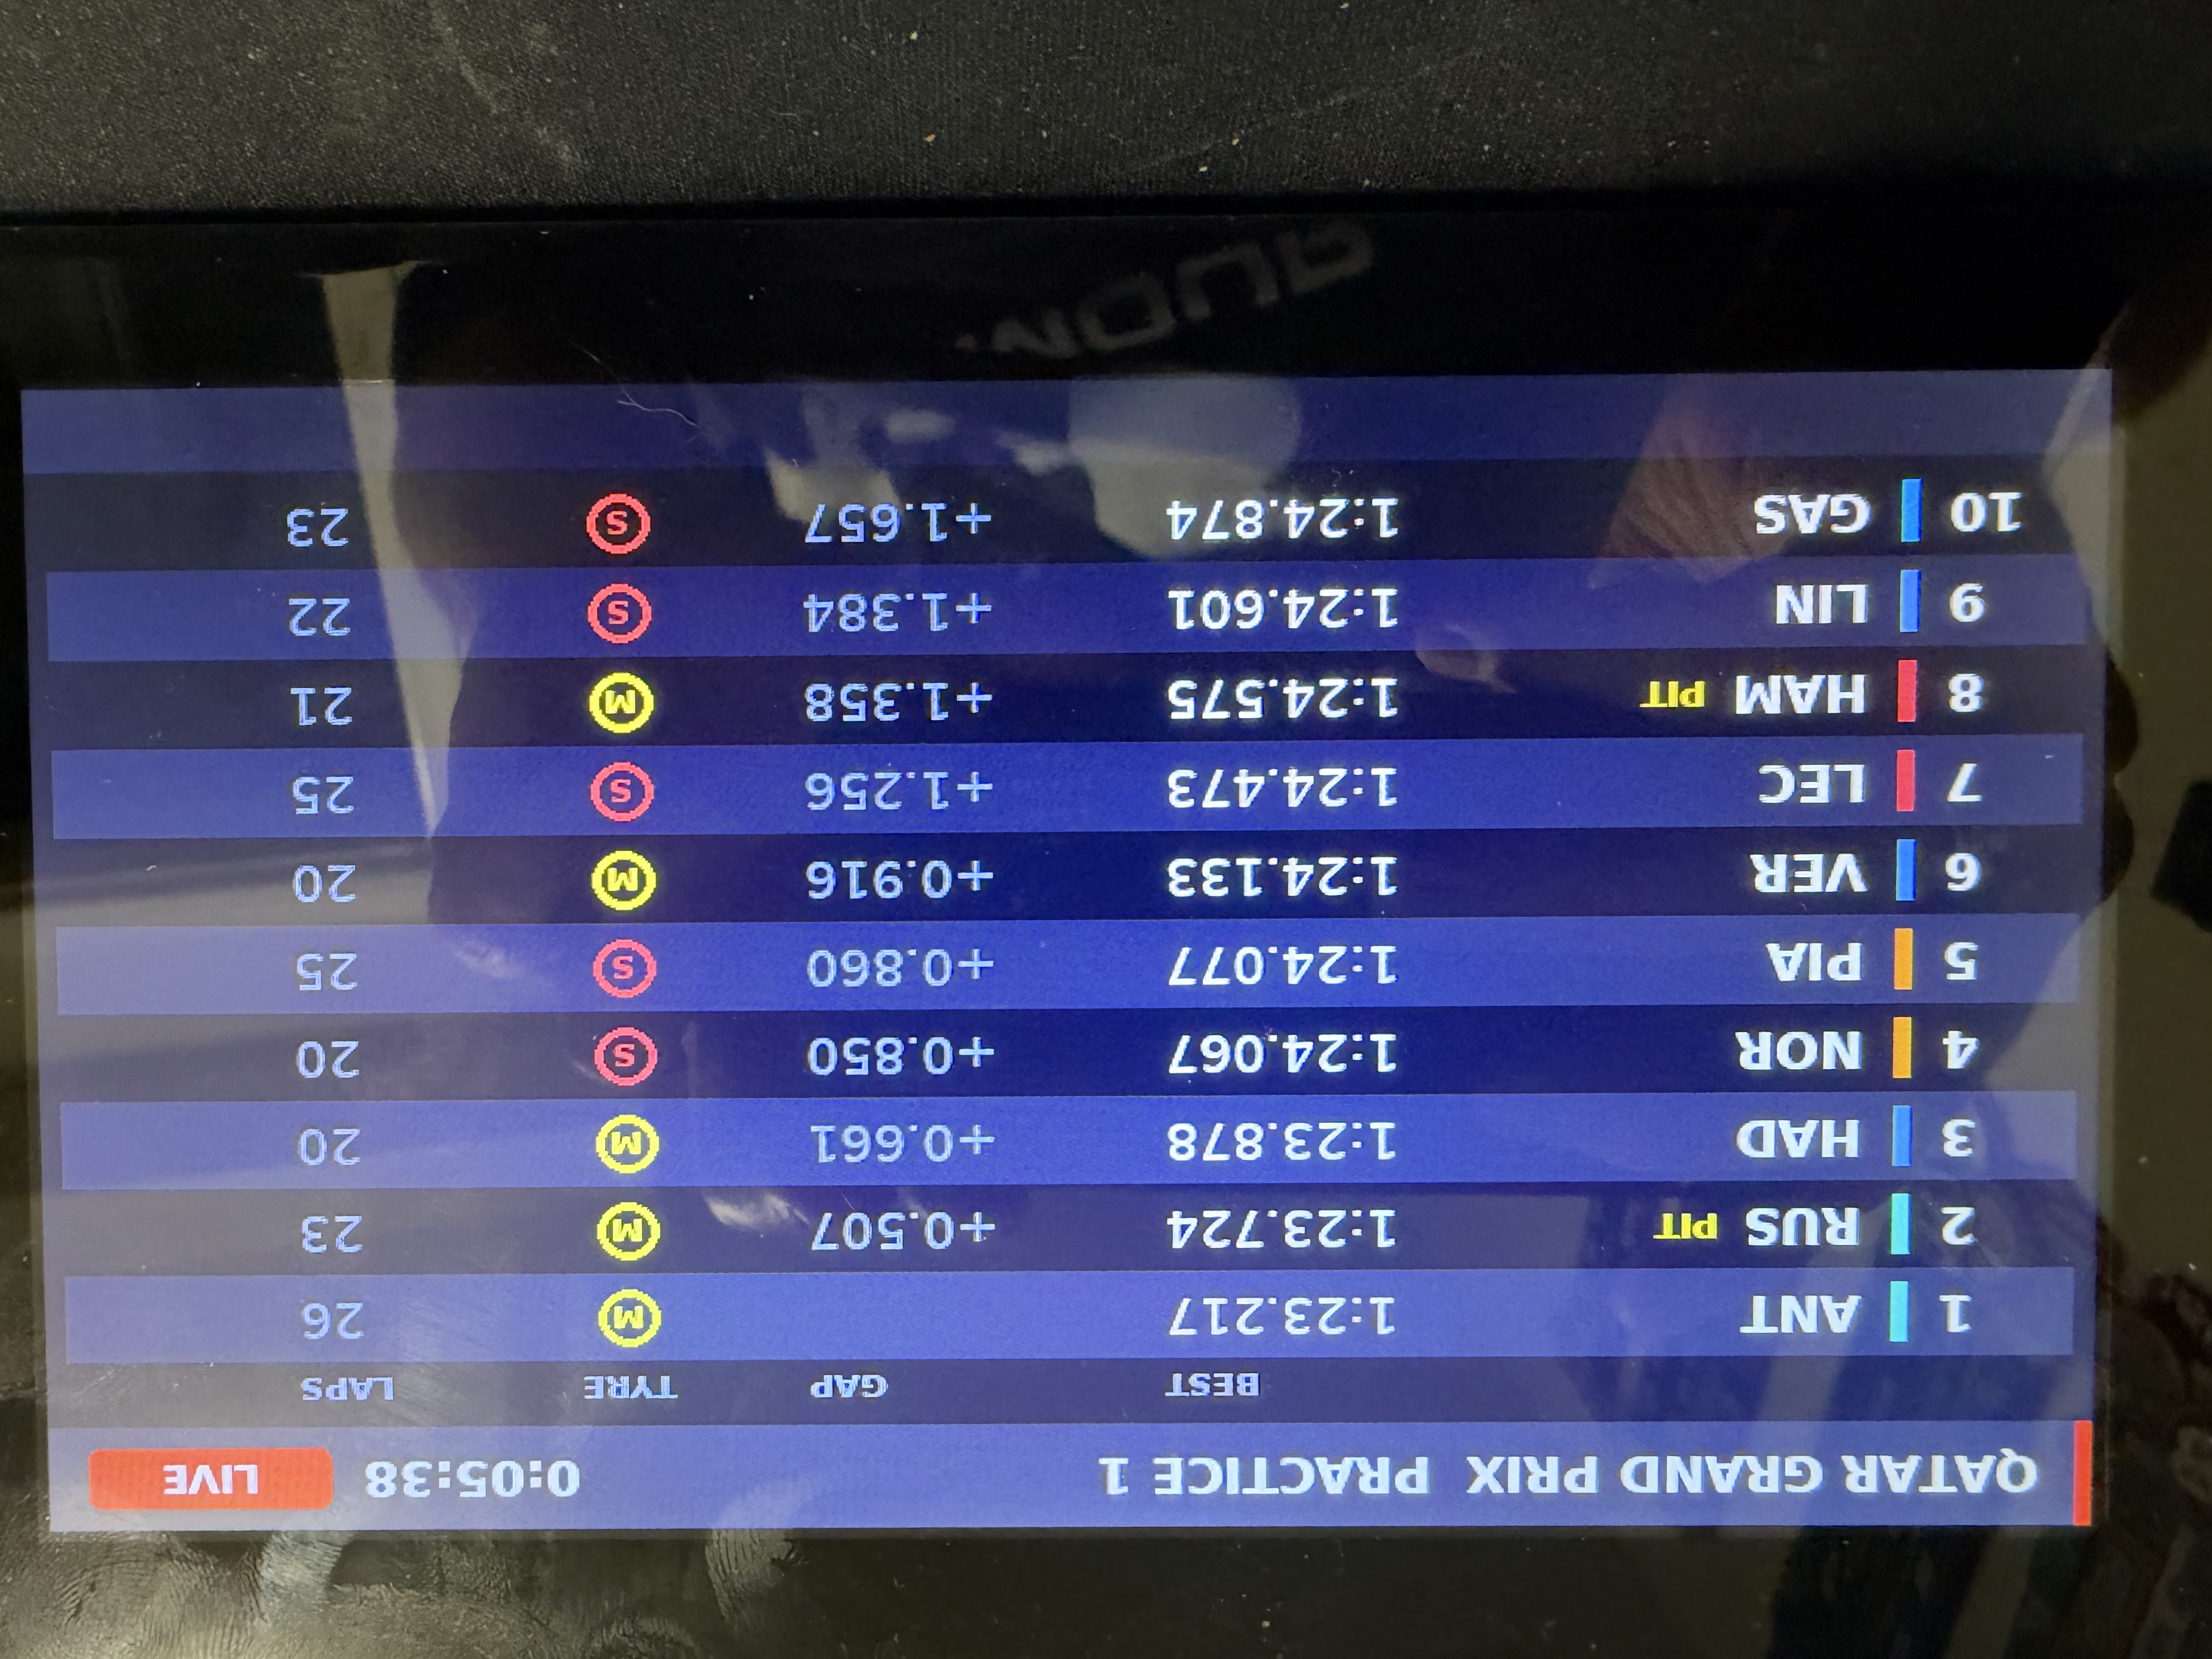 QATAR GRAND PRIX PRACTICE 1 0:05:38 LIVE
BEST GAP TYRE LAPS
1 ANT 1:23.217 M 26
2 RUS PIT 1:23.724 +0.507 M 23
3 HAD 1:23.878 +0.661 M 20
4 NOR 1:24.067 +0.850 S 20
5 PIA 1:24.077 +0.860 S 25
6 VER 1:24.133 +0.916 M 20
7 LEC 1:24.473 +1.256 S 25
8 HAM PIT 1:24.575 +1.358 M 21
9 LIN 1:24.601 +1.384 S 22
10 GAS 1:24.874 +1.657 S 23